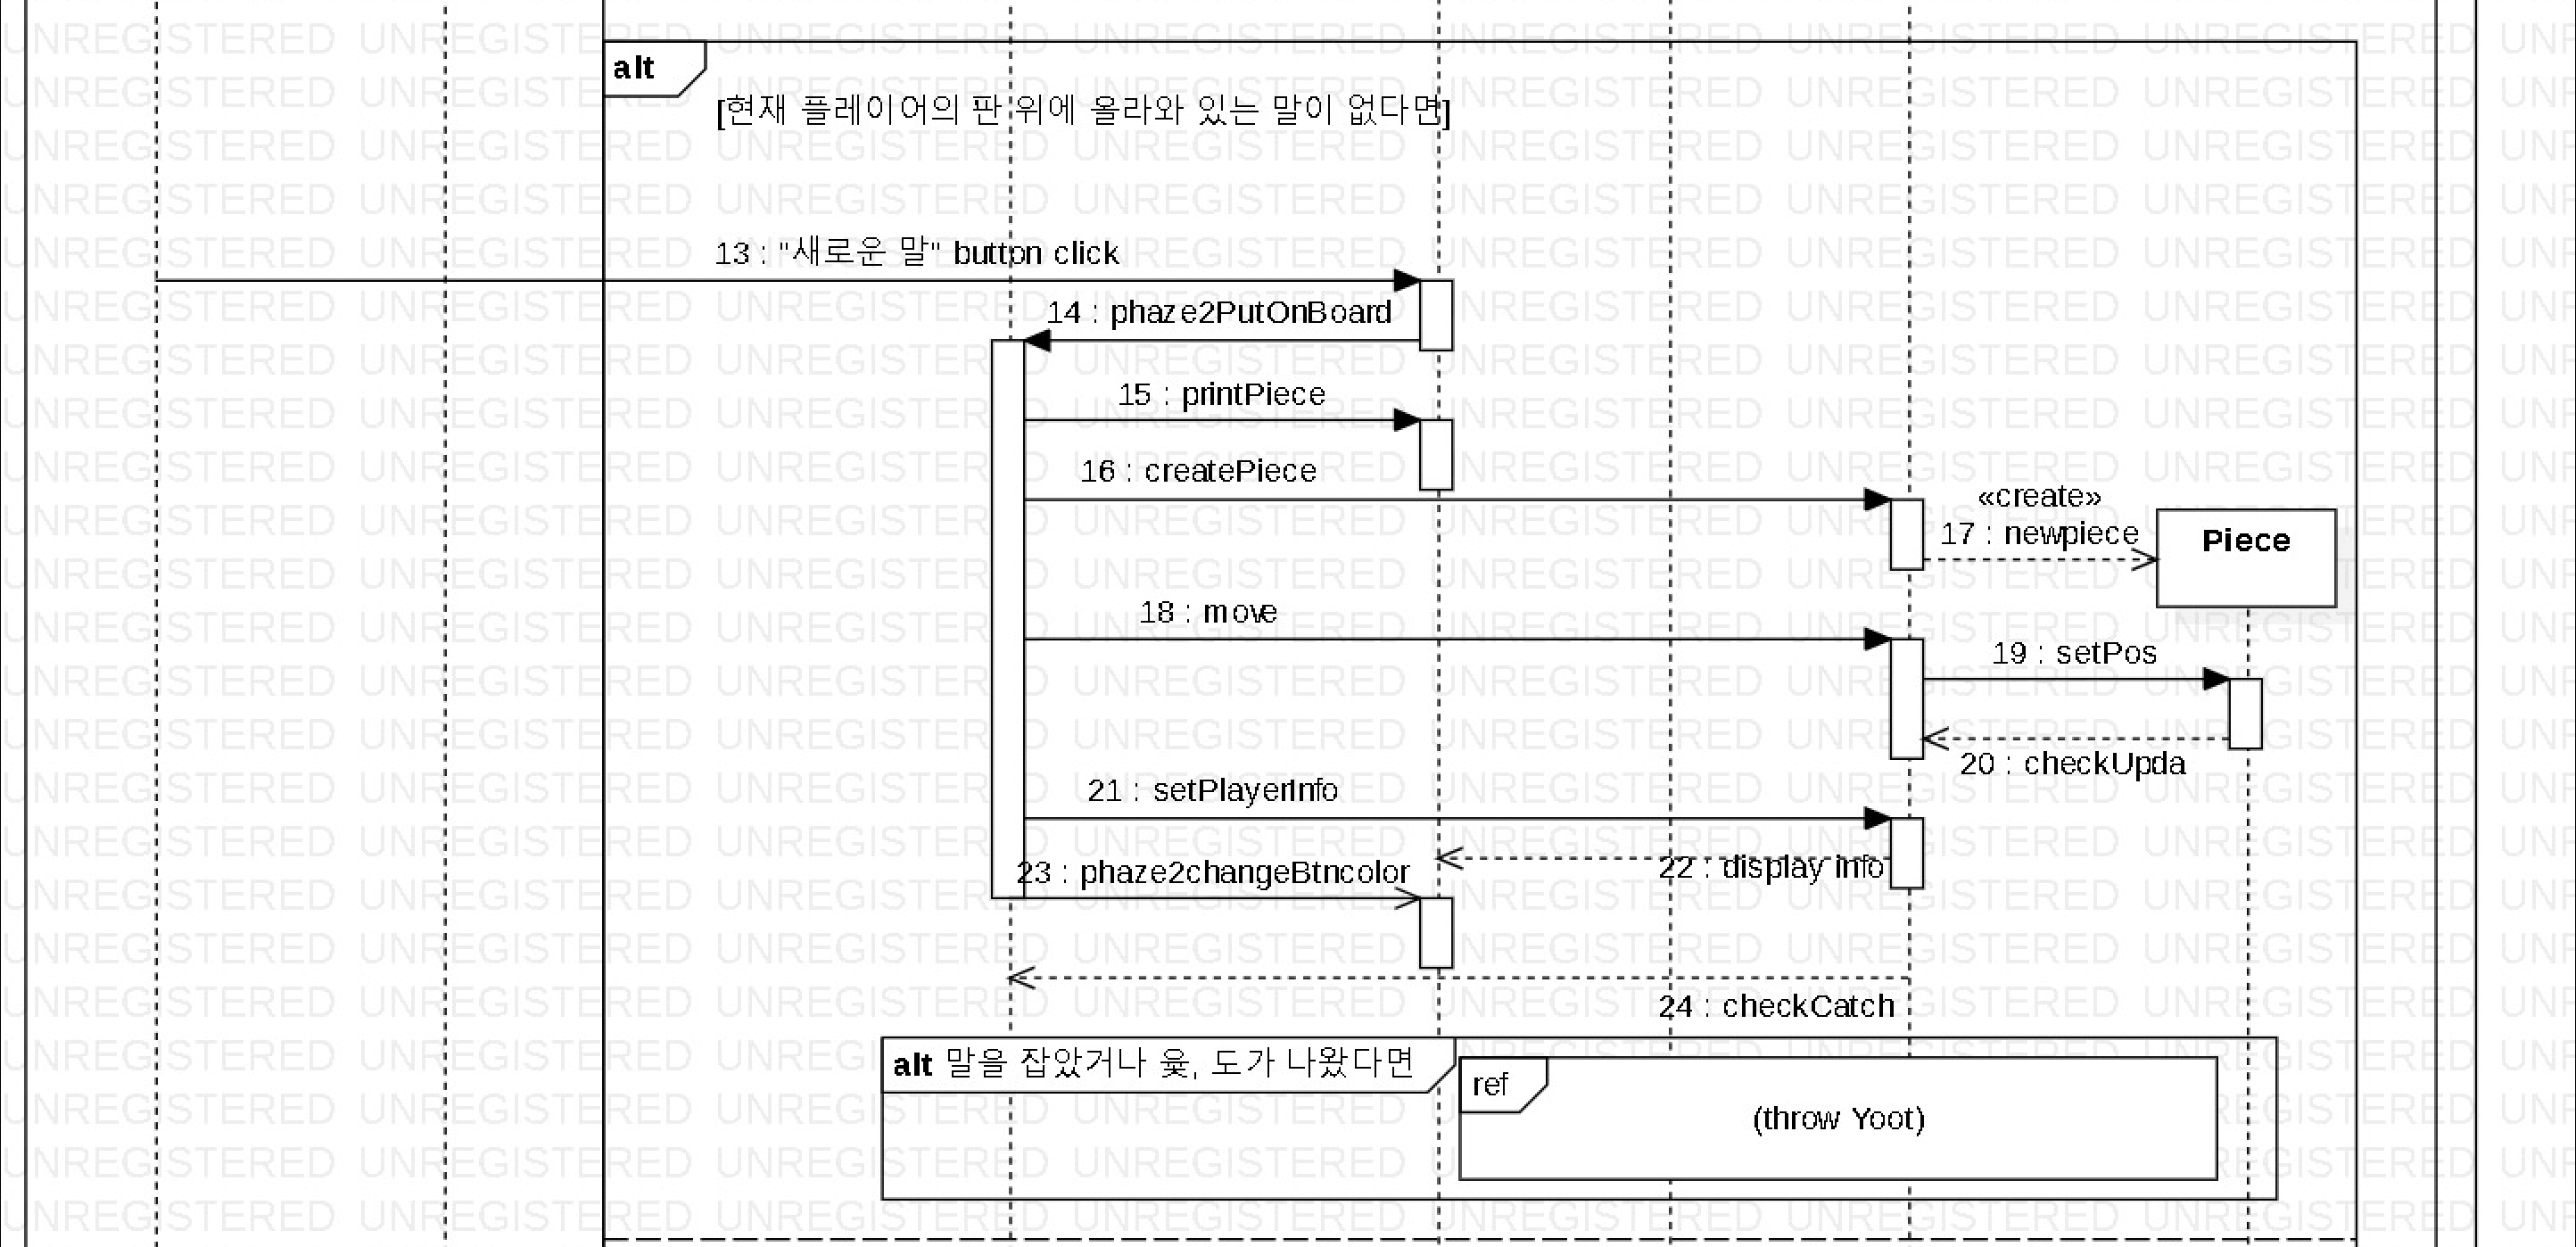 alt
[현재 플레이어의 판 위에 올라와 있는 말이 없다면]
13 : "새로운 말" button click
14 : phaze2PutOnBoard
15 : printPiece
16 : createPiece
«create»
17 : newpiece
Piece
18 : move
19 : setPos
20 : checkUpda
21 : setPlayerInfo
22 : display info
23 : phaze2changeBtncolor
24 : checkCatch
alt 말을 잡았거나 윷, 도가 나왔다면
ref
(throw Yoot)